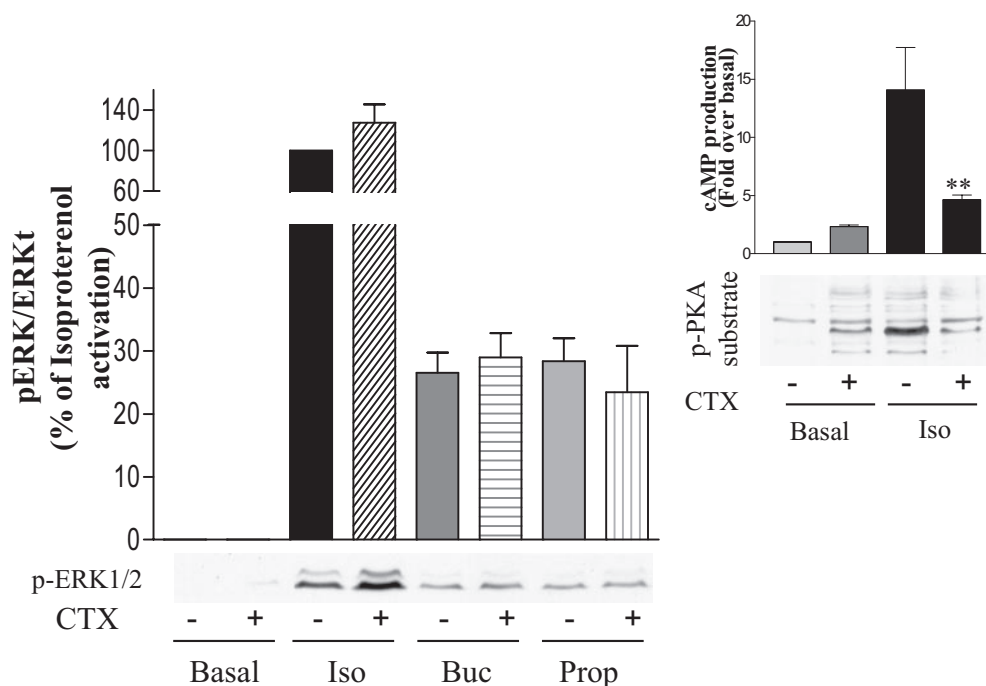 pERK/ERKt
(% of Isoproterenol
activation)
140
100
60
50
40
30
20
10
0
p-ERK1/2
CTX - + - + - + - +
Basal Iso Buc Prop
cAMP production
(Fold over basal)
20
15
10
5
0
**
p-PKA
substrate
- + - +
CTX
Basal Iso